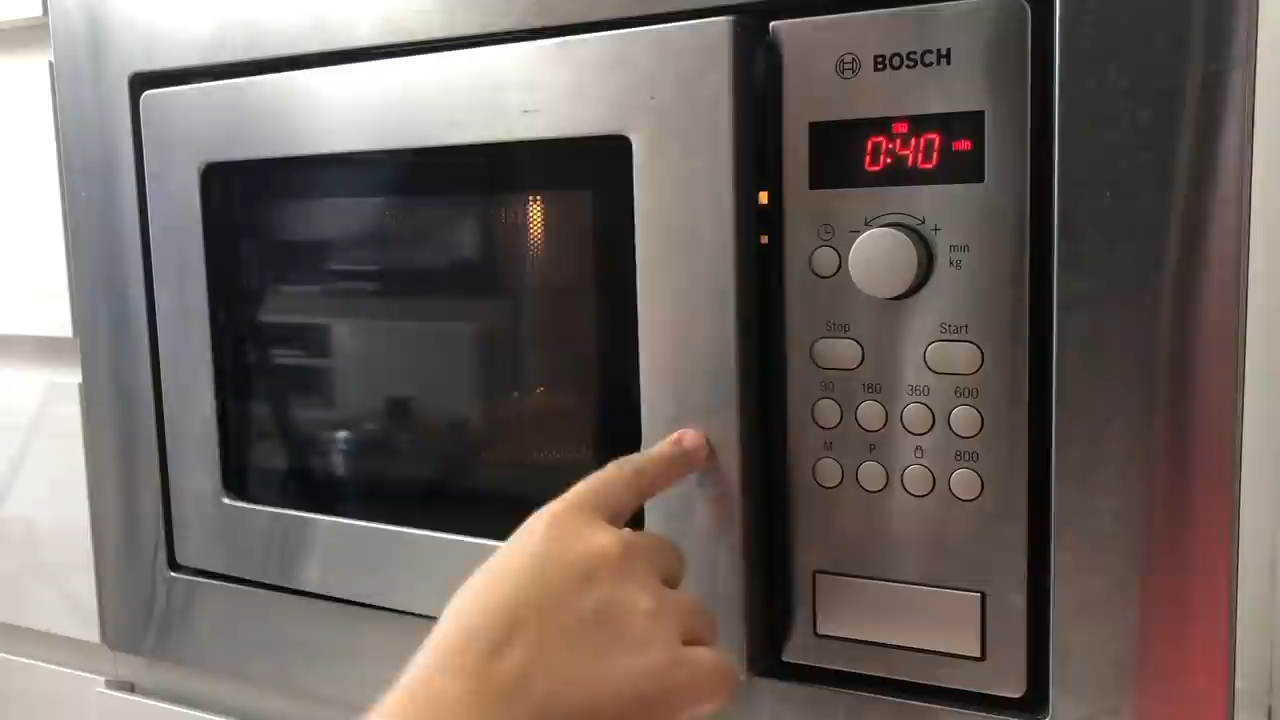 BOSCH
0:40 min
− +
min
kg
Stop Start
90 180 360 600
M P 800